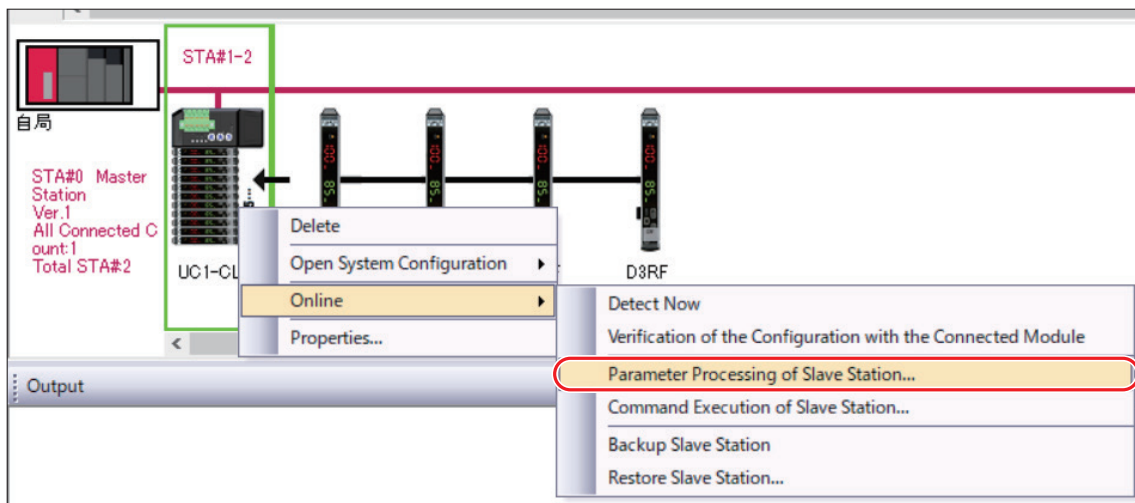 STA#1-2
自局
STA#0 Master
Station
Ver.1
All Connected C
ount:1
Total STA#2
UC1-CL
D3RF
Delete
Open System Configuration
Online
Properties...
Detect Now
Verification of the Configuration with the Connected Module
Parameter Processing of Slave Station...
Command Execution of Slave Station...
Backup Slave Station
Restore Slave Station...
Output